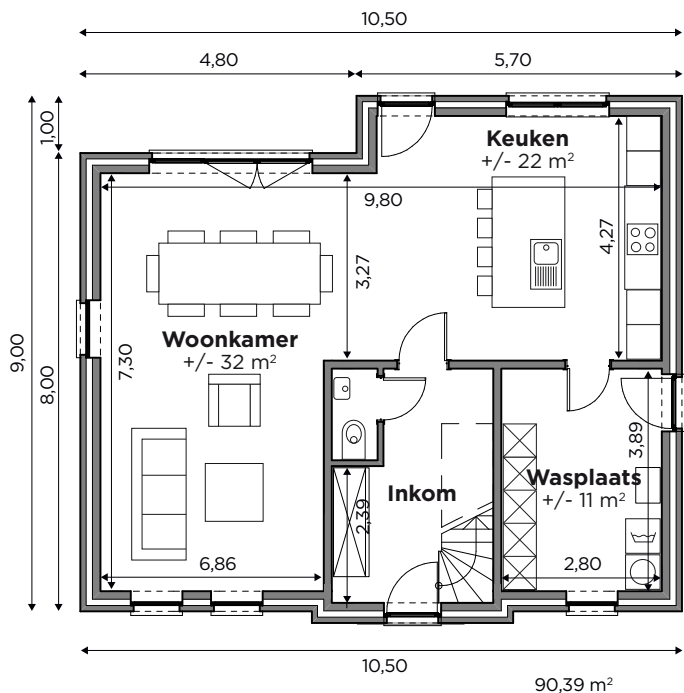 10,50
4,80
5,70
1,00
Keuken
+/- 22 m²
9,80
4,27
3,27
Woonkamer
+/- 32 m²
9,00
8,00
7,30
3,89
Wasplaats
+/- 11 m²
Inkom
2,39
6,86
2,80
10,50
90,39 m²